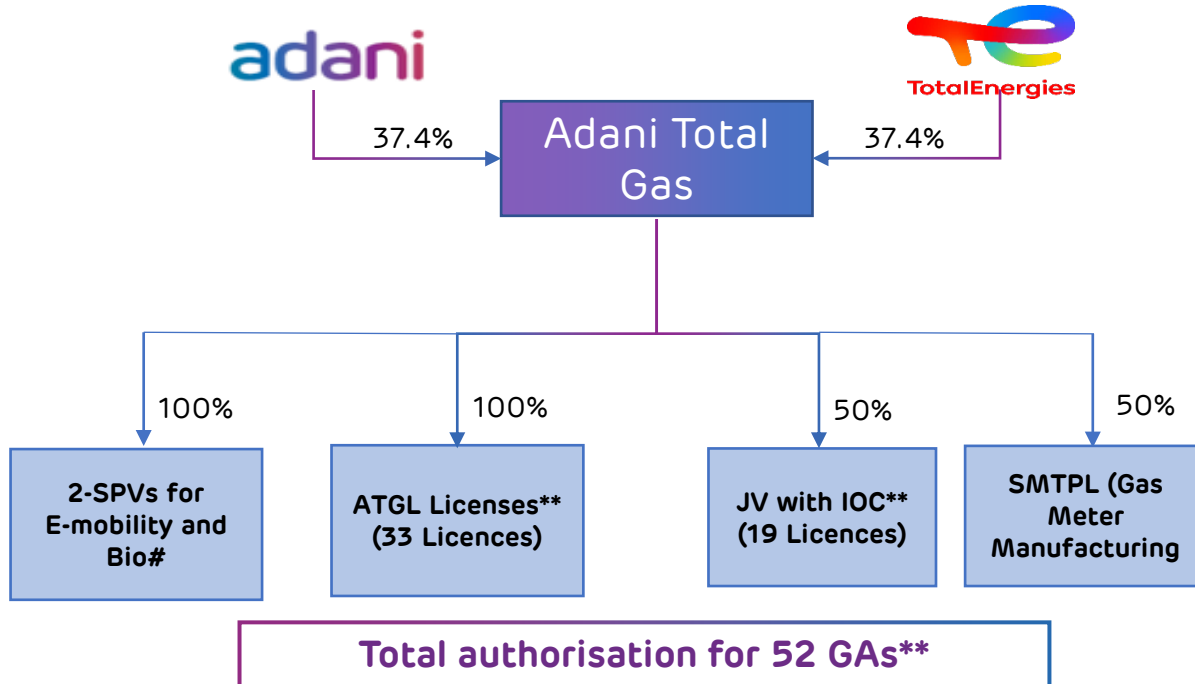 adani
TotalEnergies
37.4%
Adani Total
Gas
37.4%
100%
100%
50%
50%
2-SPVs for
E-mobility and
Bio#
ATGL Licenses**
(33 Licences)
JV with IOC**
(19 Licences)
SMTPL (Gas
Meter
Manufacturing
Total authorisation for 52 GAs**